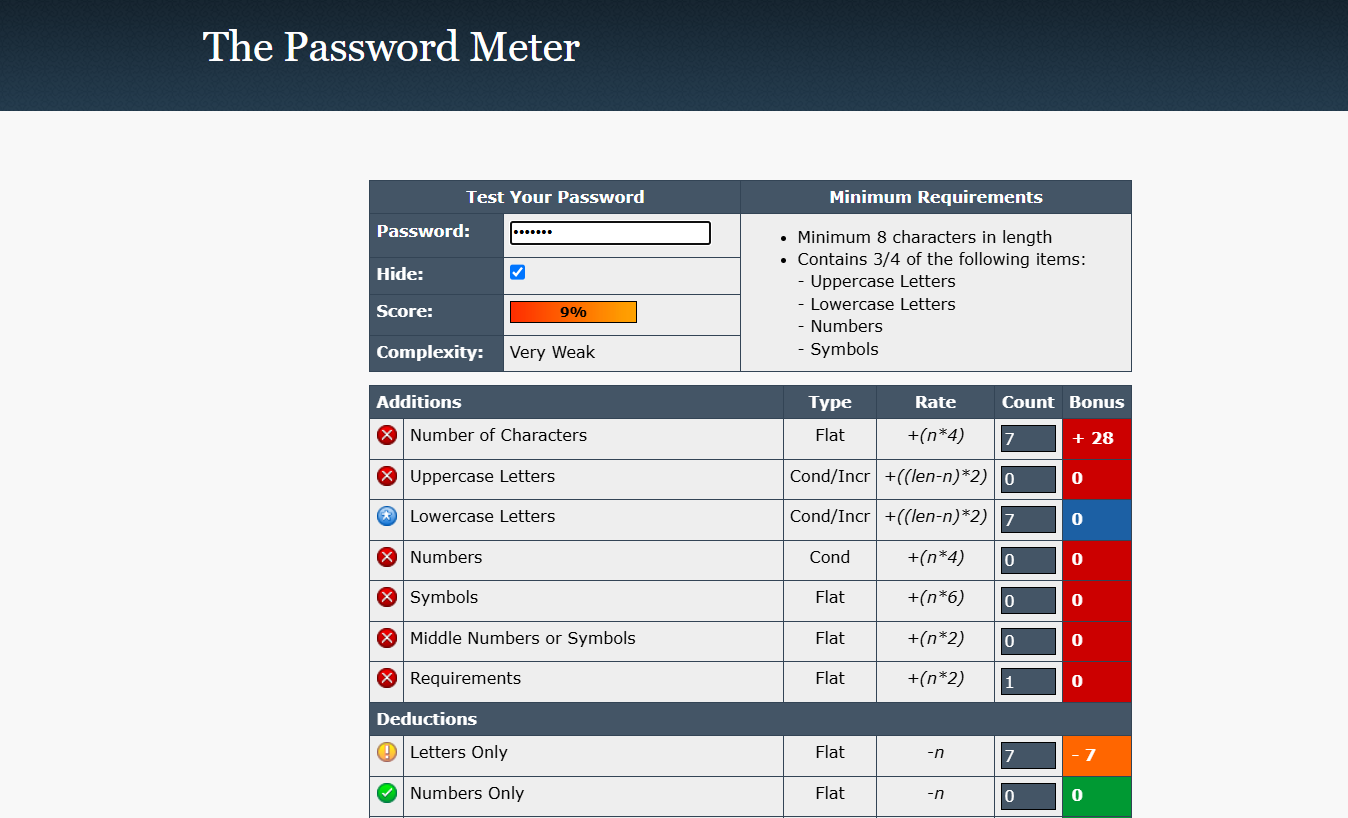 The Password Meter
Test Your Password Minimum Requirements
Password: •••••••
Hide:
Score: 9%
Complexity: Very Weak
• Minimum 8 characters in length
• Contains 3/4 of the following items:
- Uppercase Letters
- Lowercase Letters
- Numbers
- Symbols
Additions Type Rate Count Bonus
Number of Characters Flat +(n*4) 7 + 28
Uppercase Letters Cond/Incr +((len-n)*2) 0 0
Lowercase Letters Cond/Incr +((len-n)*2) 7 0
Numbers Cond +(n*4) 0 0
Symbols Flat +(n*6) 0 0
Middle Numbers or Symbols Flat +(n*2) 0 0
Requirements Flat +(n*2) 1 0
Deductions
Letters Only Flat -n 7 - 7
Numbers Only Flat -n 0 0